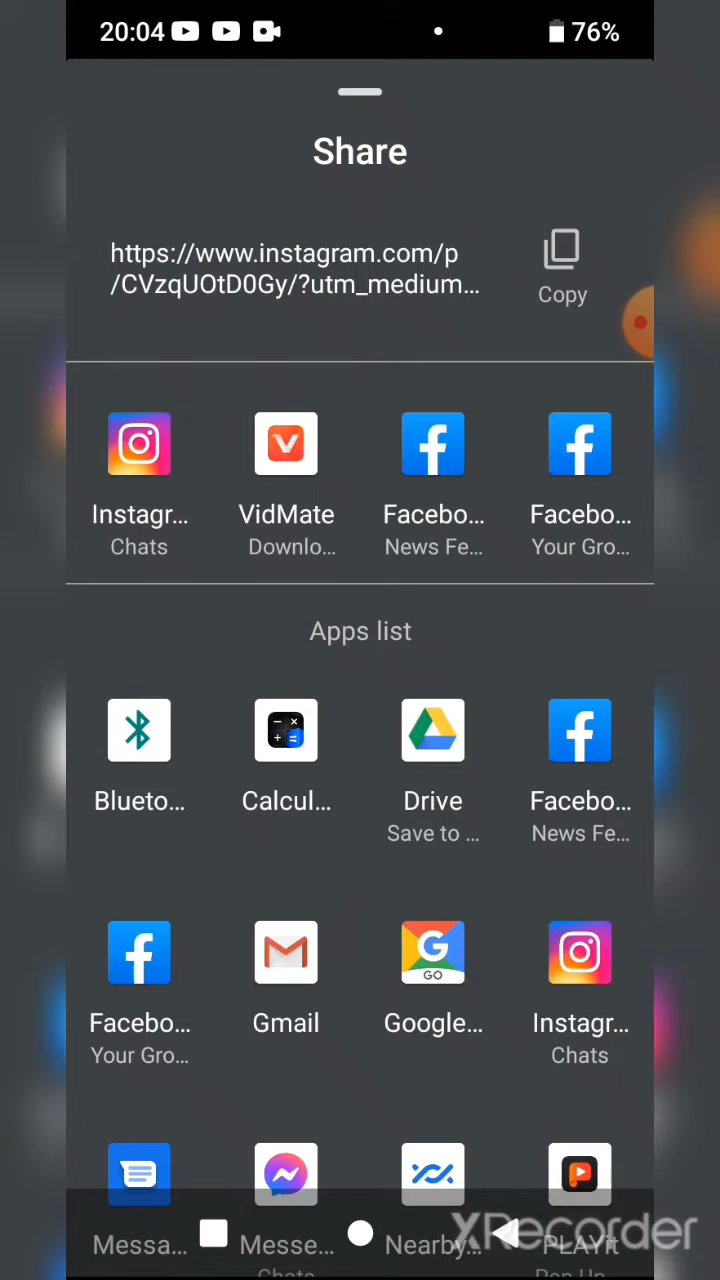 20:04
76%
Share
https://www.instagram.com/p
/CVzqUOtD0Gy/?utm_medium...
Copy
Instagr... VidMate Facebo... Facebo...
Chats Downlo... News Fe... Your Gro...
Apps list
Blueto... Calcul... Drive Facebo...
Save to ... News Fe...
GO
Facebo... Gmail Google... Instagr...
Your Gro... Chats
Messa... Messe... Nearby... PLAYit
Chats Pop Up
XRecorder